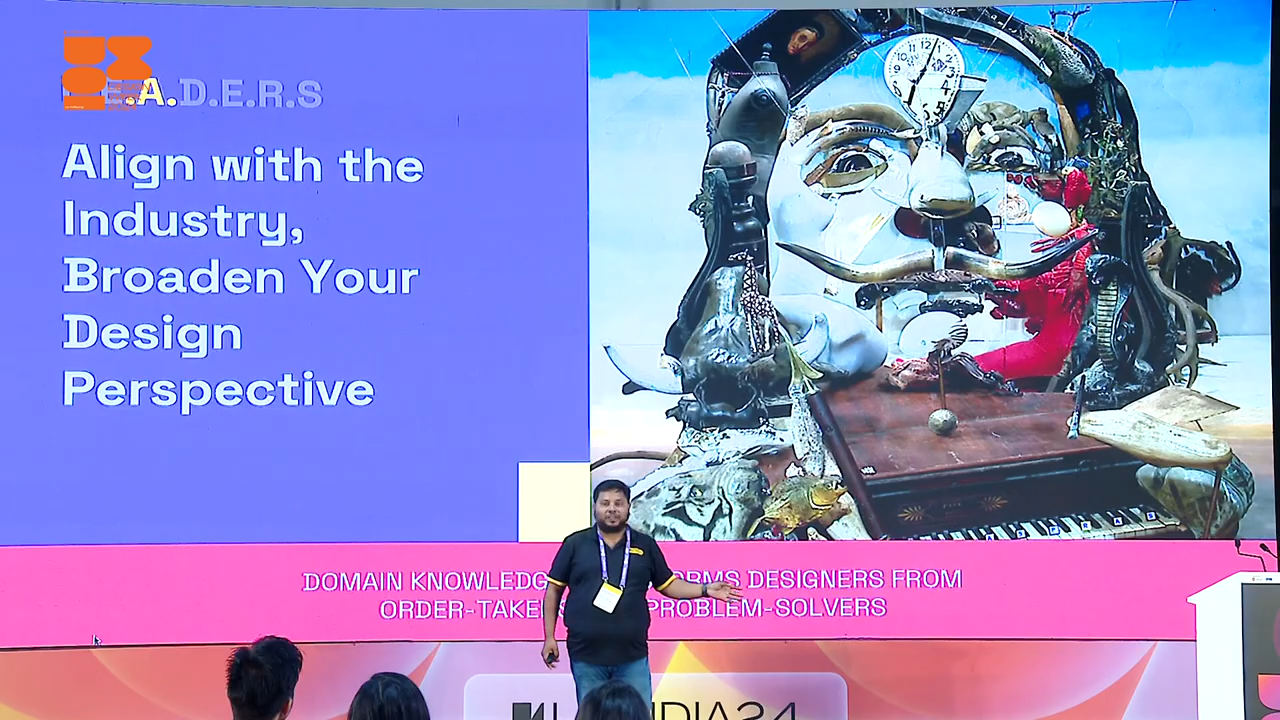 E.A.D.E.R.S
Align with the
Industry,
Broaden Your
Design
Perspective
DOMAIN KNOWLEDG RMS DESIGNERS FROM
ORDER-TAKE PROBLEM-SOLVERS